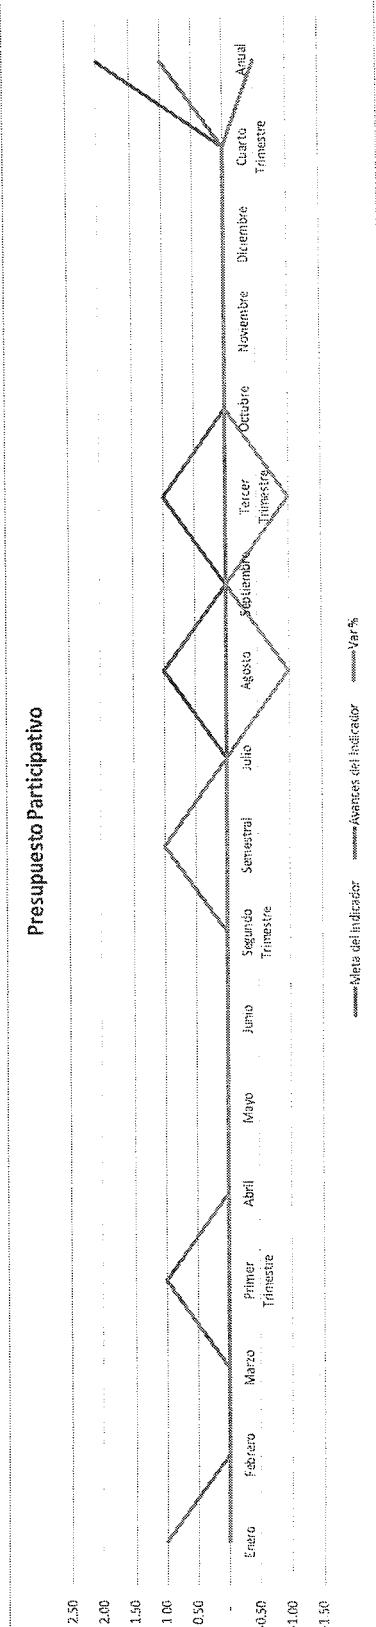 Presupuesto Participativo
2.50
2.00
1.50
1.00
0.50
-
-0.50
-1.00
-1.50
Enero
Febrero
Marzo
Primer
Trimestre
Abril
Mayo
Junio
Segundo
Trimestre
Semestral
Julio
Agosto
Septiembre
Tercer
Trimestre
Octubre
Noviembre
Diciembre
Cuarto
Trimestre
Anual
Meta del Indicador
Avances del Indicador
Var %